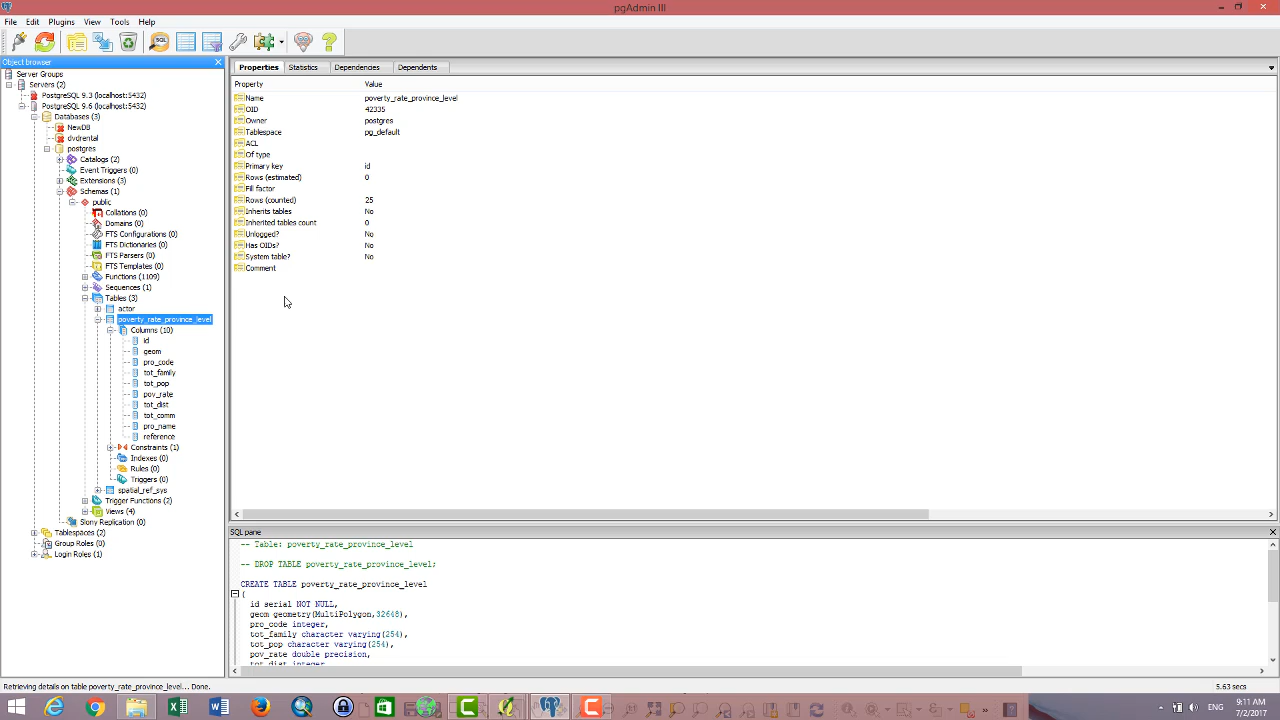 pgAdmin III
File Edit Plugins View Tools Help
SQL
Object browser
Server Groups
Servers (2)
PostgreSQL 9.3 (localhost:5432)
PostgreSQL 9.6 (localhost:5432)
Databases (3)
NewDB
dvdrental
postgres
Catalogs (2)
Event Triggers (0)
Extensions (3)
Schemas (1)
public
Collations (0)
Domains (0)
FTS Configurations (0)
FTS Dictionaries (0)
FTS Parsers (0)
FTS Templates (0)
Functions (1109)
Sequences (1)
Tables (3)
actor
poverty_rate_province_level
Columns (10)
id
geom
pro_code
tot_family
tot_pop
pov_rate
tot_dist
tot_comm
pro_name
reference
Constraints (1)
Indexes (0)
Rules (0)
Triggers (0)
spatial_ref_sys
Trigger Functions (2)
Views (4)
Slony Replication (0)
Tablespaces (2)
Group Roles (0)
Login Roles (1)
Properties Statistics Dependencies Dependents
Property Value
Name poverty_rate_province_level
OID 42335
Owner postgres
Tablespace pg_default
ACL
Of type
Primary key id
Rows (estimated) 0
Fill factor
Rows (counted) 25
Inherits tables No
Inherited tables count 0
Unlogged? No
Has OIDs? No
System table? No
Comment
SQL pane
-- Table: poverty_rate_province_level
-- DROP TABLE poverty_rate_province_level;
CREATE TABLE poverty_rate_province_level
(
id serial NOT NULL,
geom geometry(MultiPolygon,32648),
pro_code integer,
tot_family character varying(254),
tot_pop character varying(254),
pov_rate double precision,
tot_dist integer,
Retrieving details on table poverty_rate_province_level... Done. 5.63 secs
ENG
9:11 AM
7/2/2017